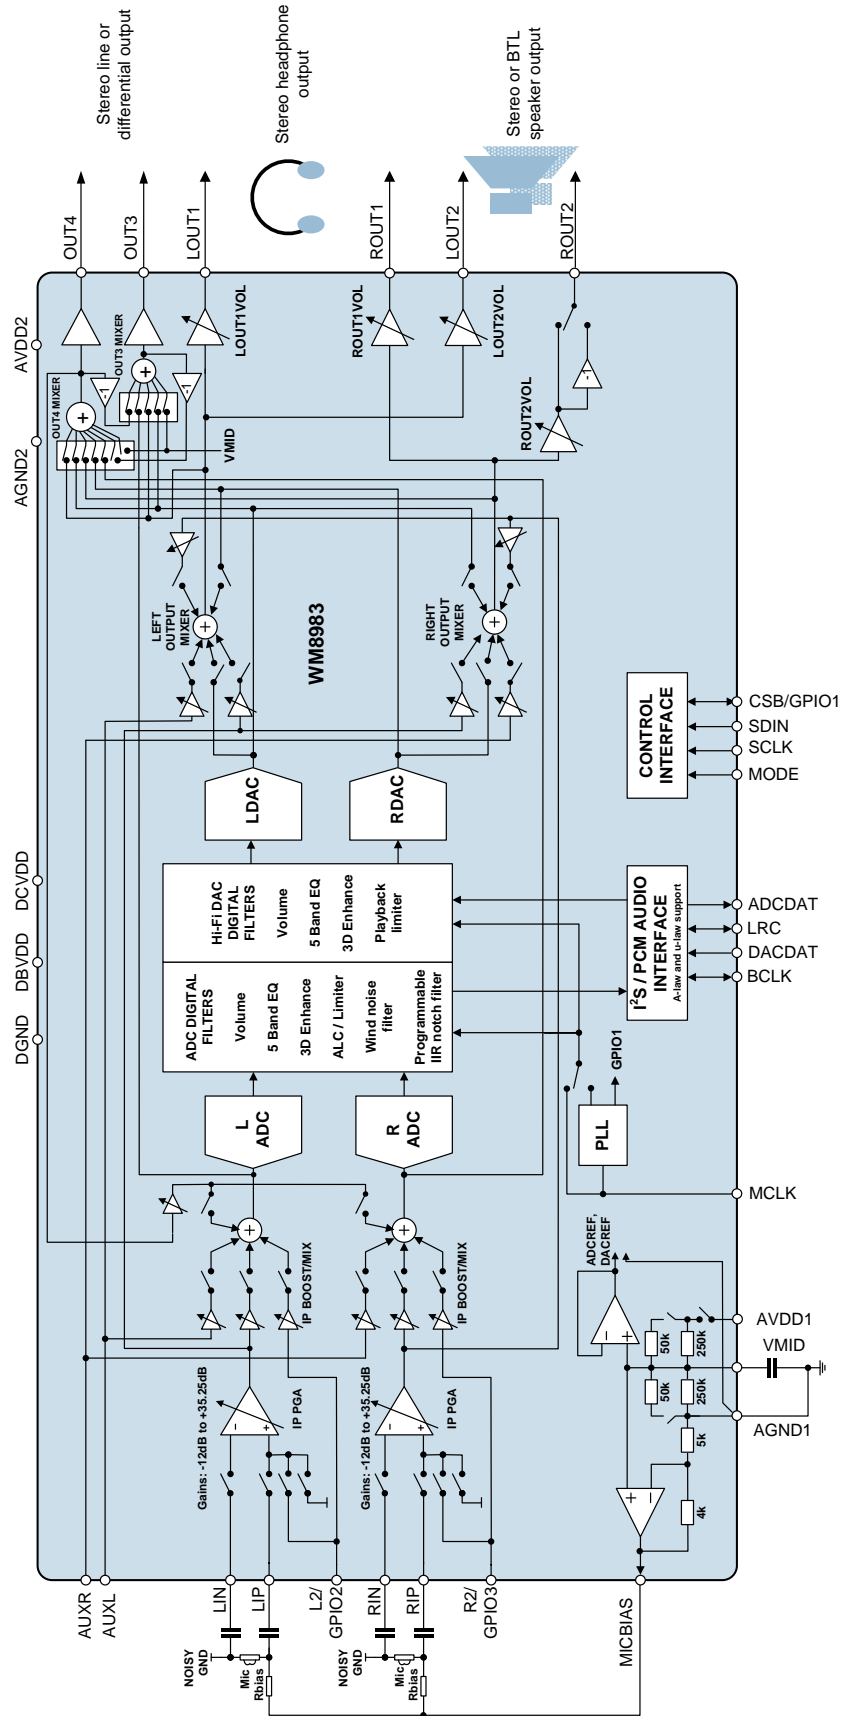 Stereo line or
differential output
Stereo headphone
output
Stereo or BTL
speaker output
OUT4
OUT3
LOUT1
ROUT1
LOUT2
ROUT2
AVDD2
AGND2
DCVDD
DBVDD
DGND
OUT4 MIXER
OUT3 MIXER
-1
-1
VMID
LOUT1VOL
ROUT1VOL
LOUT2VOL
ROUT2VOL
-1
LEFT
OUTPUT
MIXER
WM8983
RIGHT
OUTPUT
MIXER
LDAC
RDAC
Hi-Fi DAC
DIGITAL
FILTERS
Volume
5 Band EQ
3D Enhance
Playback
limiter
ADC DIGITAL
FILTERS
Volume
5 Band EQ
3D Enhance
ALC / Limiter
Wind noise
filter
Programmable
IIR notch filter
CONTROL
INTERFACE
CSB/GPIO1
SDIN
SCLK
MODE
I²S / PCM AUDIO
INTERFACE
A-law and u-law support
ADCDAT
LRC
DACDAT
BCLK
L
ADC
R
ADC
PLL
GPIO1
MCLK
IP BOOST/MIX
IP BOOST/MIX
Gains: -12dB to +35.25dB
IP PGA
Gains: -12dB to +35.25dB
IP PGA
ADCREF,
DACREF
50k
250k
50k
250k
5k
4k
AVDD1
VMID
AGND1
AUXR
AUXL
LIN
LIP
L2/
GPIO2
RIN
RIP
R2/
GPIO3
MICBIAS
NOISY
GND
Mic
Rbias
NOISY
GND
Mic
Rbias